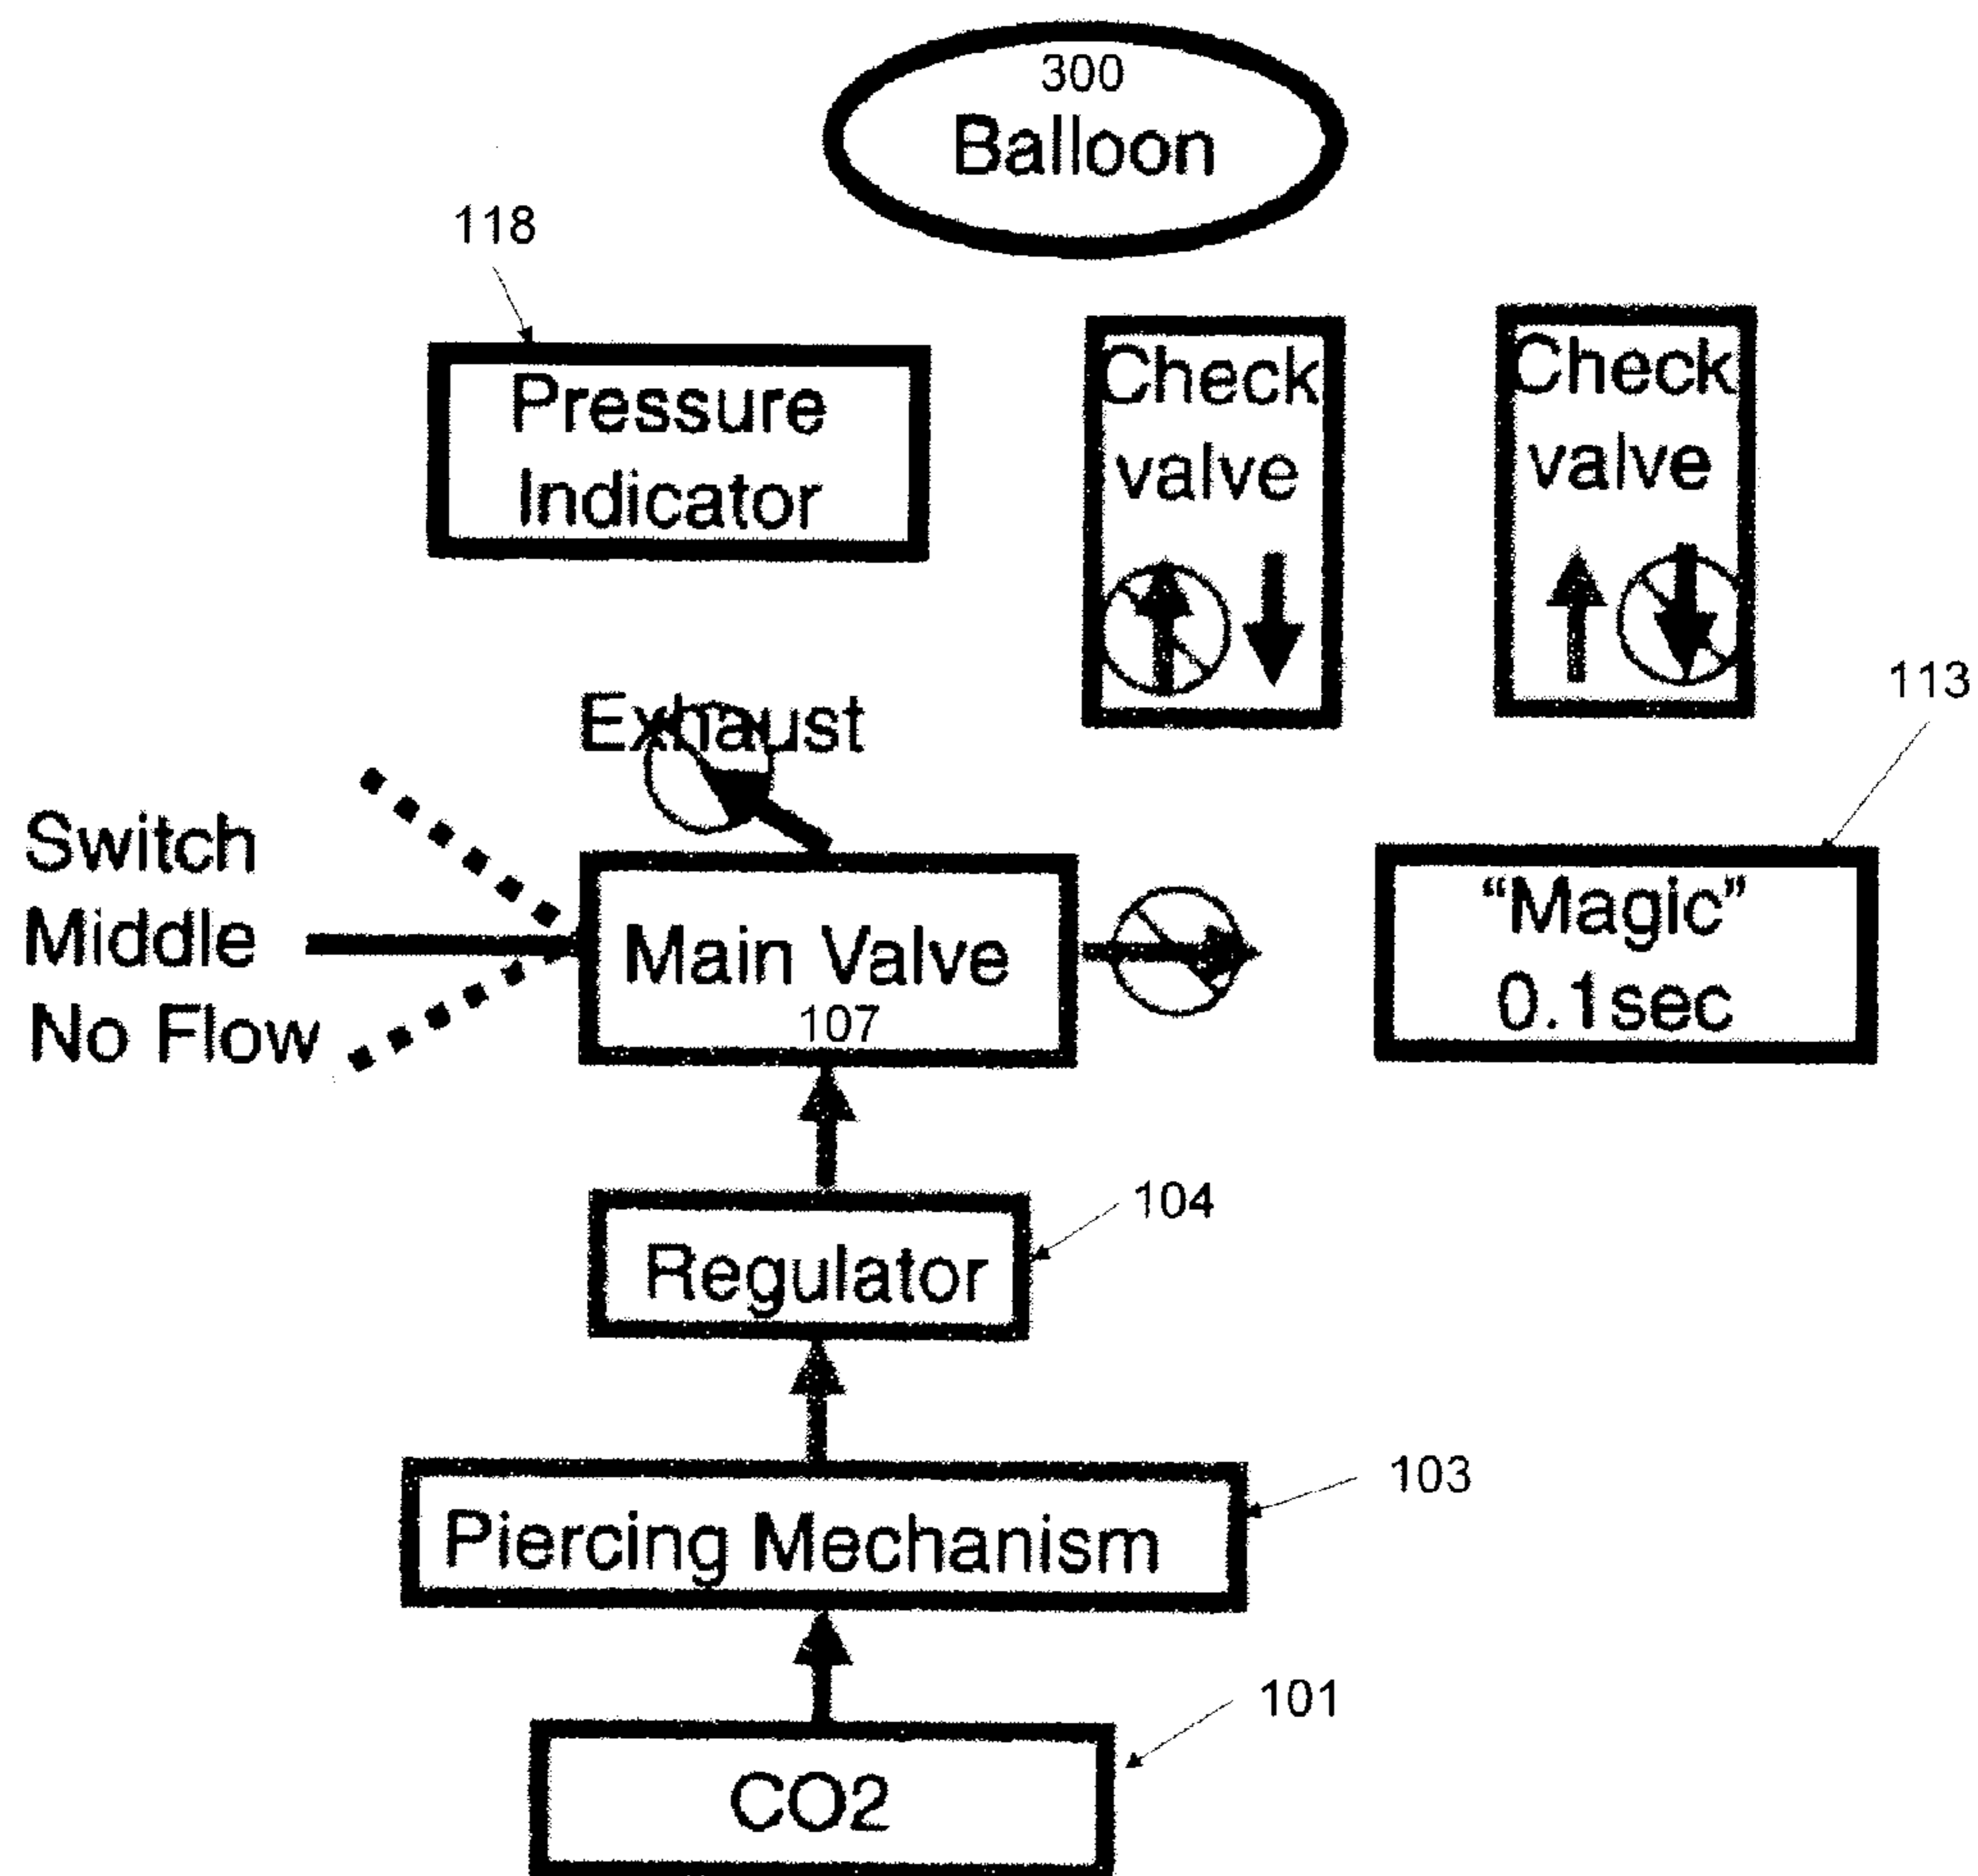 300
Balloon
118
Pressure
Indicator
Check
valve
Check
valve
113
Exhaust
Switch
Middle
No Flow
Main Valve
107
“Magic”
0.1sec
104
Regulator
103
Piercing Mechanism
101
CO2